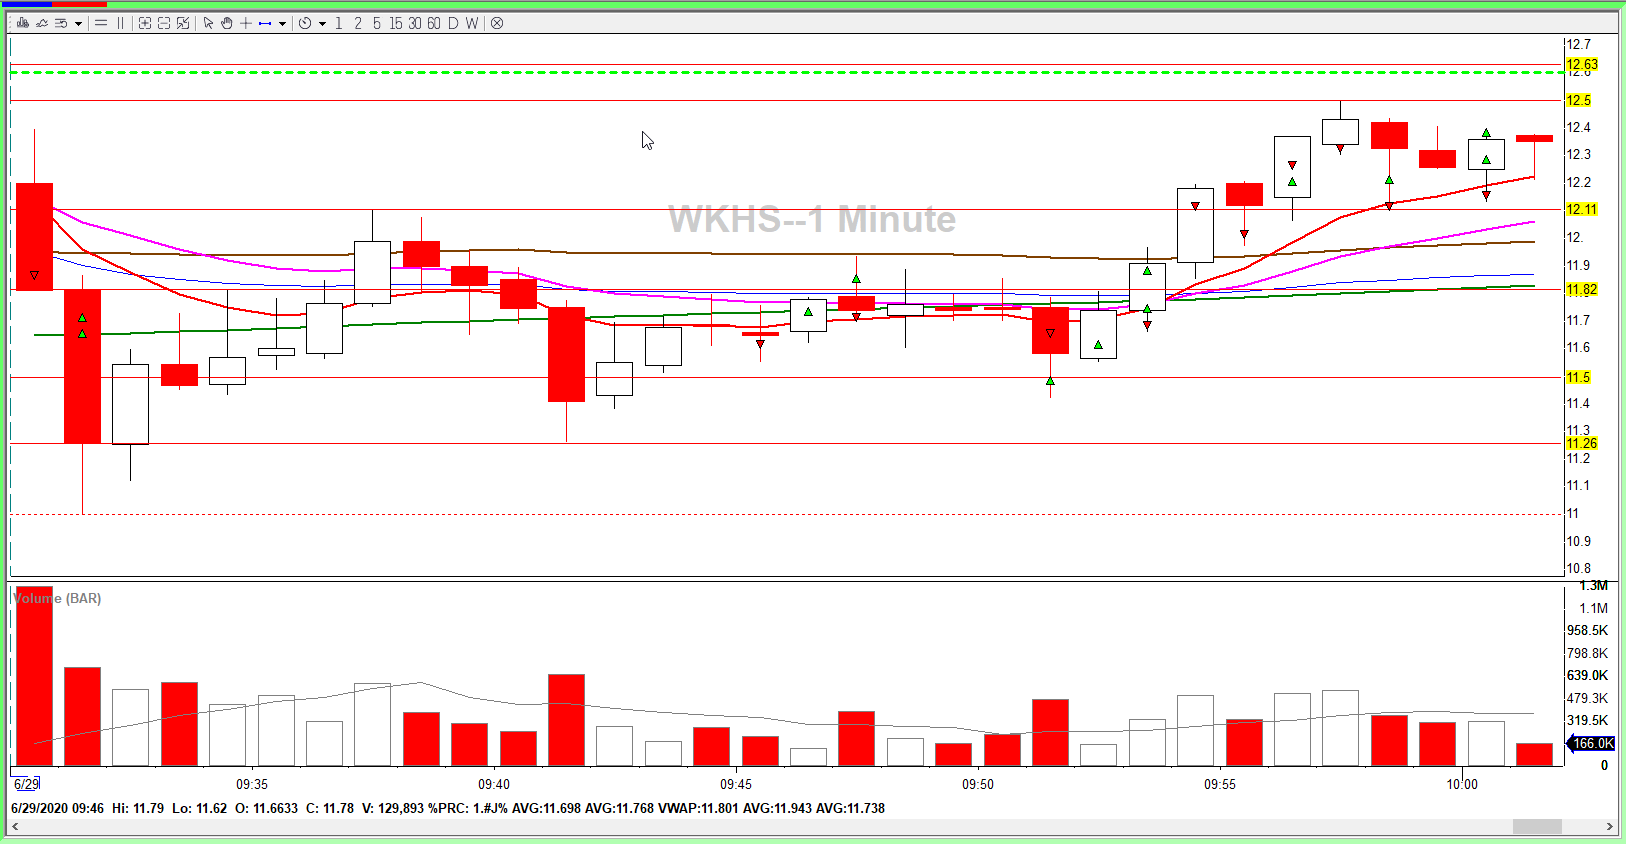 1 2 5 15 30 60 D W
WKHS--1 Minute
12.7
12.63
12.6
12.5
12.4
12.3
12.2
12.11
12.
11.9
11.82
11.8
11.7
11.6
11.5
11.4
11.3
11.26
11.2
11.1
11
10.9
10.8
Volume (BAR)
1.3M
1.1M
958.5K
798.8K
639.0K
479.3K
319.5K
166.0K
0
6/29 09:35 09:40 09:45 09:50 09:55 10:00
6/29/2020 09:46 Hi: 11.79 Lo: 11.62 O: 11.6633 C: 11.78 V: 129,893 %PRC: 1.#J% AVG:11.698 AVG:11.768 VWAP:11.801 AVG:11.943 AVG:11.738